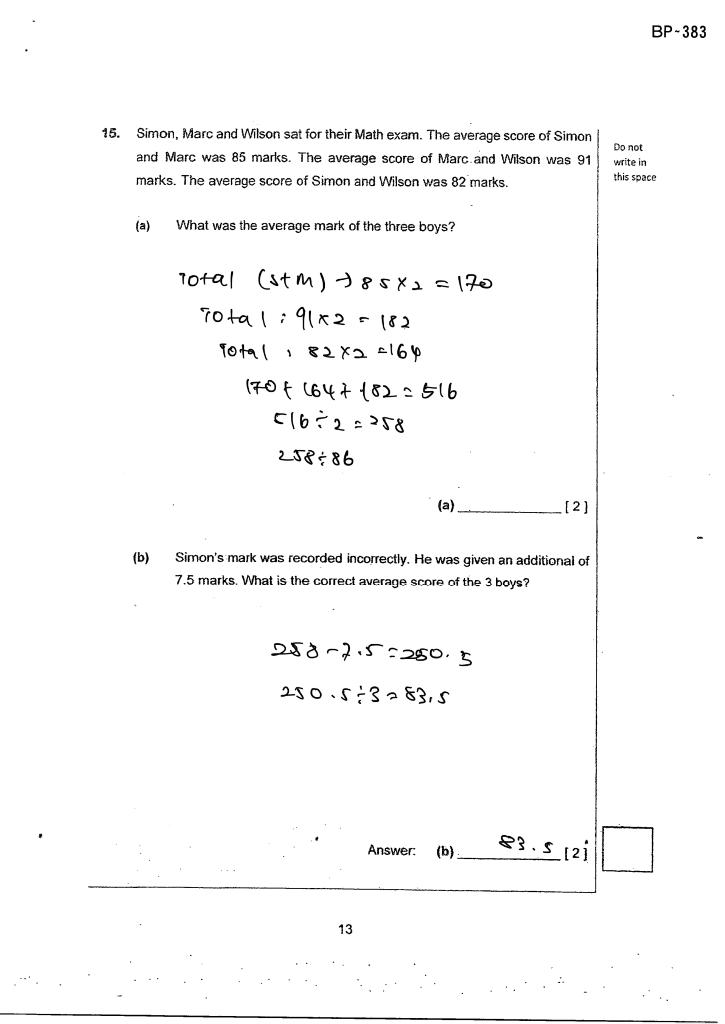 BP-383
15. Simon, Marc and Wilson sat for their Math exam. The average score of Simon
and Marc was 85 marks. The average score of Marc and Wilson was 91
marks. The average score of Simon and Wilson was 82 marks.
Do not
write in
this space
(a) What was the average mark of the three boys?
Total (S+M) → 85 x 2 = 170
Total : 91 x 2 = 182
Total : 82 x 2 = 164
170 + 164 + 182 = 516
516 ÷ 2 = 258
258 ÷ 86
(a) ____________ [2]
(b) Simon's mark was recorded incorrectly. He was given an additional of
7.5 marks. What is the correct average score of the 3 boys?
258 - 7.5 = 250.5
250.5 ÷ 3 = 83.5
Answer: (b) 83.5 [2]
13